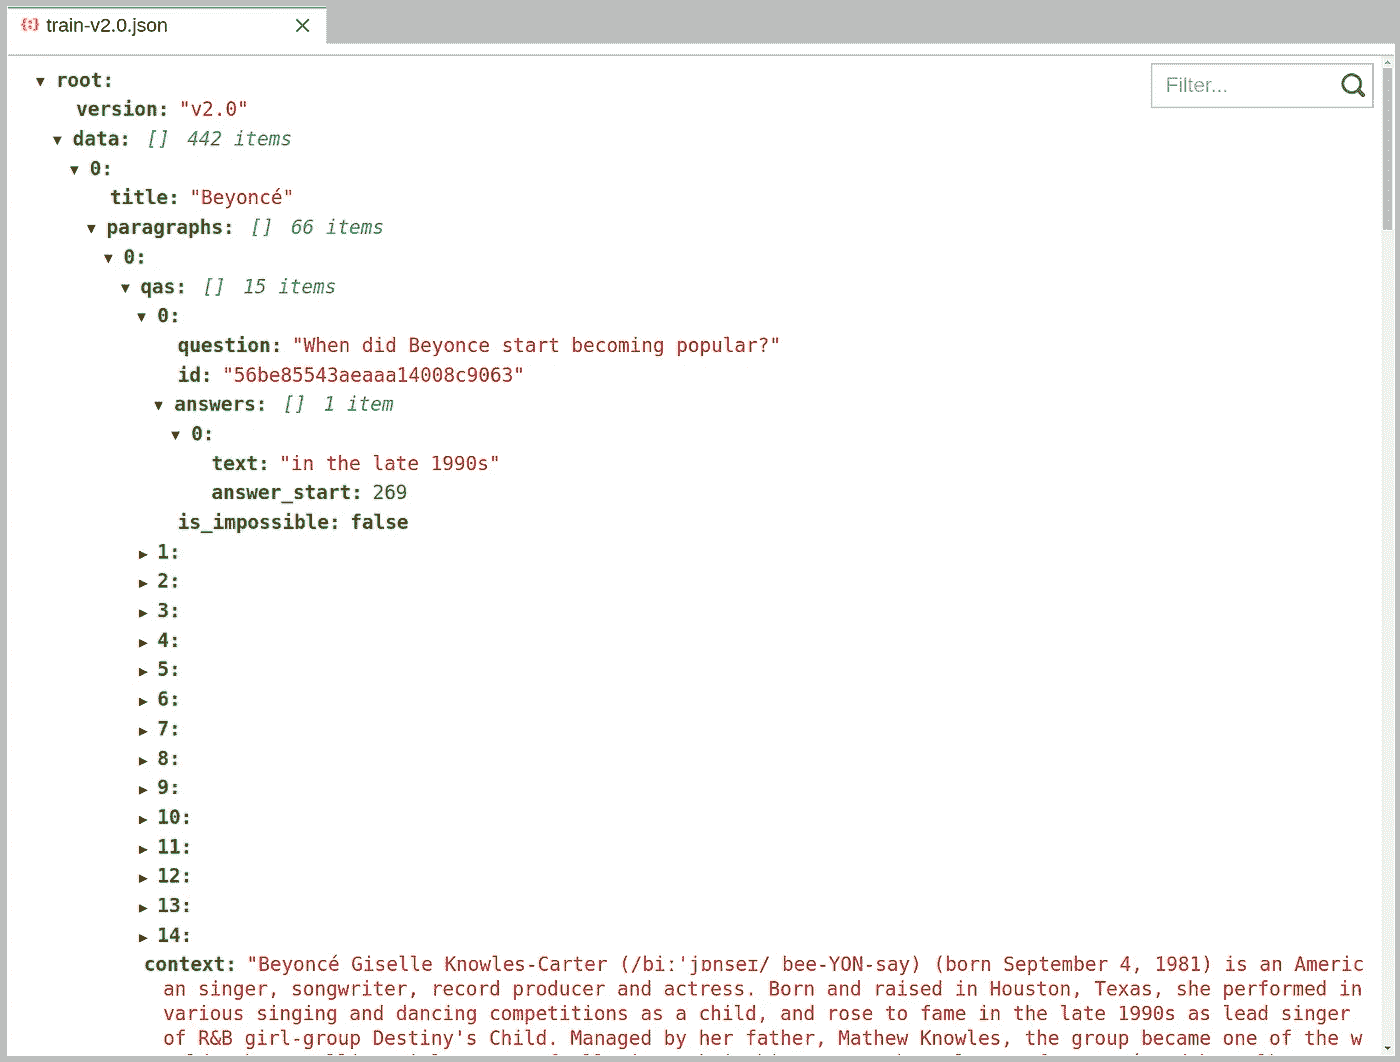 train-v2.0.json
Filter...
root:
version: "v2.0"
data: [] 442 items
0:
title: "Beyoncé"
paragraphs: [] 66 items
0:
qas: [] 15 items
0:
question: "When did Beyonce start becoming popular?"
id: "56be85543aeaaa14008c9063"
answers: [] 1 item
0:
text: "in the late 1990s"
answer_start: 269
is_impossible: false
1:
2:
3:
4:
5:
6:
7:
8:
9:
10:
11:
12:
13:
14:
context: "Beyoncé Giselle Knowles-Carter (/biːˈjɒnseɪ/ bee-YON-say) (born September 4, 1981) is an Americ
an singer, songwriter, record producer and actress. Born and raised in Houston, Texas, she performed in
various singing and dancing competitions as a child, and rose to fame in the late 1990s as lead singer
of R&B girl-group Destiny's Child. Managed by her father, Mathew Knowles, the group became one of the w